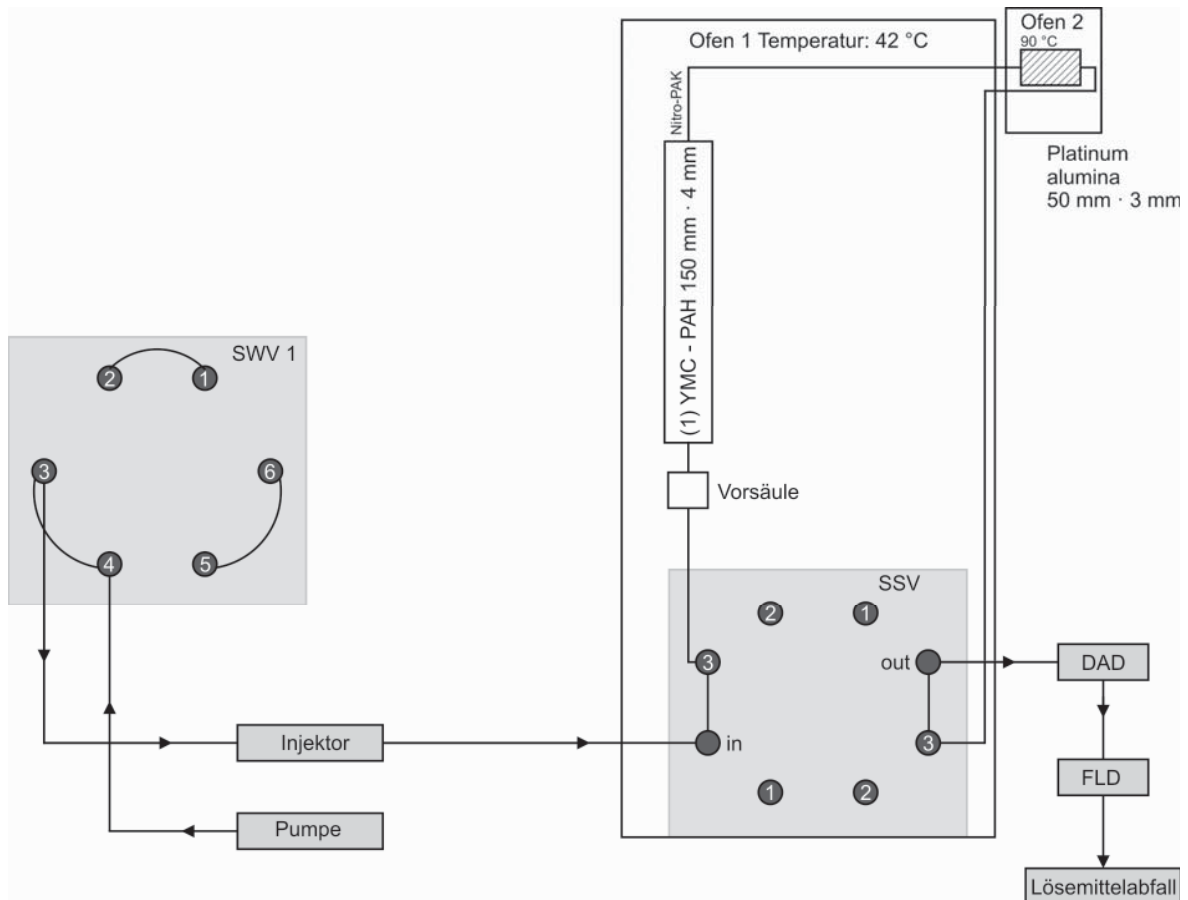 Ofen 1 Temperatur: 42 °C
Ofen 2
90 °C
Nitro-PAK
Platinum
alumina
50 mm · 3 mm
(1) YMC - PAH 150 mm · 4 mm
SWV 1
2
1
3
6
4
5
Vorsäule
SSV
2
1
3
out
in
3
1
2
DAD
FLD
Injektor
Pumpe
Lösemittelabfall